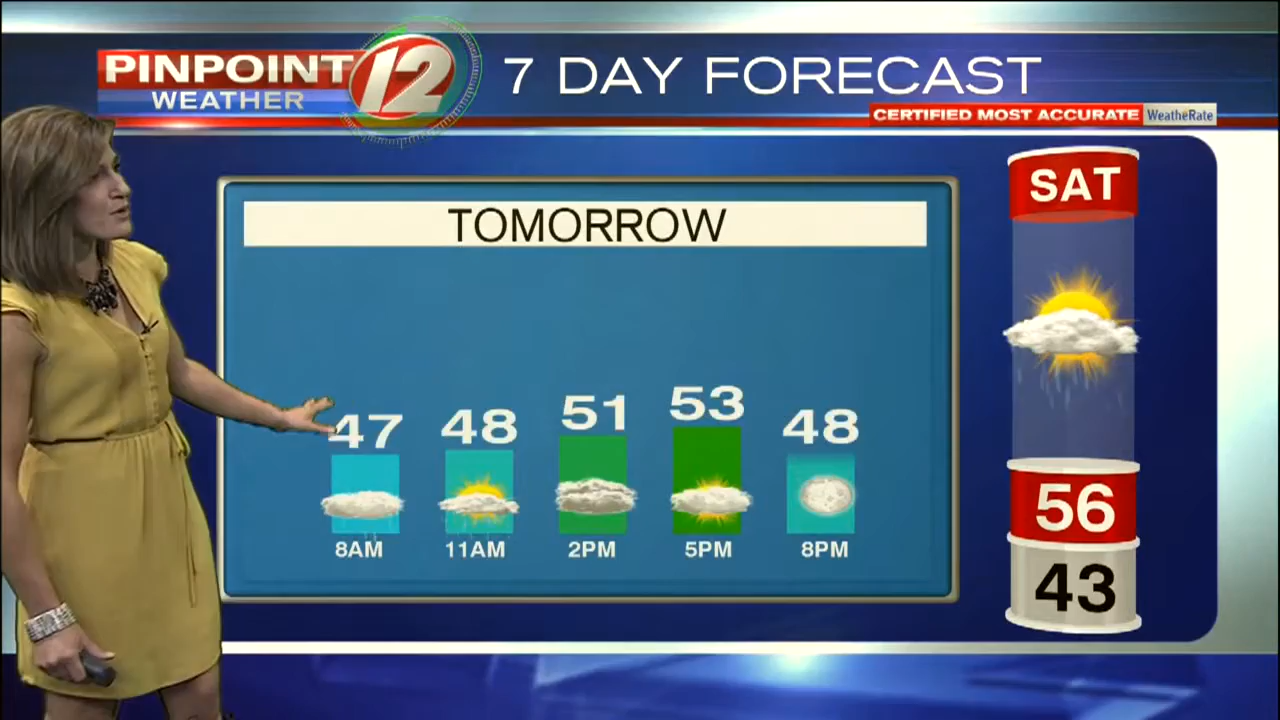 PINPOINT 12
WEATHER
7 DAY FORECAST
CERTIFIED MOST ACCURATE WeatheRate
TOMORROW
SAT
47 48 51 53 48
8AM 11AM 2PM 5PM 8PM
56
43